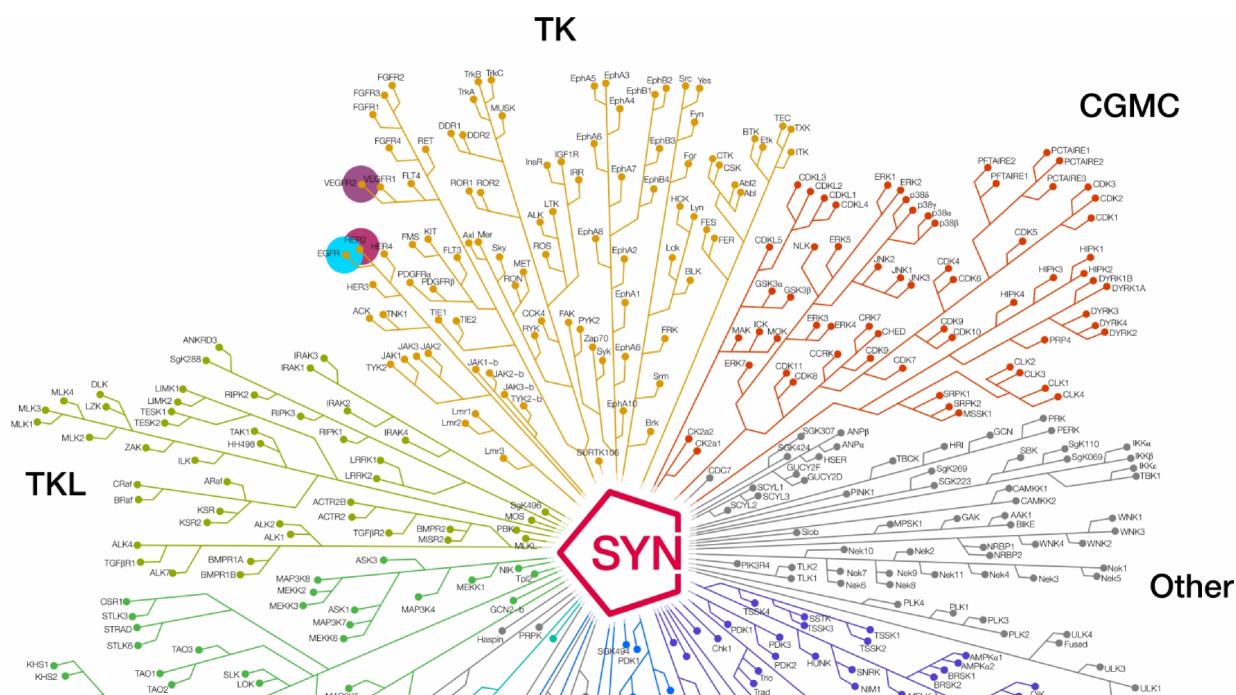 TK
CGMC
TKL
Other
SYN
FGFR2
FGFR3
FGFR1
FGFR4
RET
VEGFR2
VEGFR1
FLT4
HER2
EGFR
HER4
HER3
FMS
KIT
FLT3
PDGFRα
PDGFRβ
ACK
TNK1
TIE1
TIE2
JAK1
JAK3
JAK2
TYK2
JAK1~b
JAK2~b
JAK3~b
TYK2~b
Lmr1
Lmr2
Lmr3
TrkB
TrkC
TrkA
MUSK
DDR1
DDR2
ROR1
ROR2
Axl
Mer
Sky
MET
RON
InsR
IGF1R
IRR
LTK
ALK
ROS
CCK4
RYK
FAK
PYK2
Zap70
Syk
SURTK106
EphA5
EphA3
EphA4
EphA6
EphA7
EphA8
EphA2
EphA1
EphA6
EphA10
EphB2
EphB1
EphB3
EphB4
Src
Yes
Fyn
Fgr
HCK
Lyn
Lck
BLK
FRK
Srm
Brk
CTK
CSK
Abl2
Abl
FES
FER
TEC
TXK
BTK
Etk
ITK
CDKL3
CDKL2
CDKL1
CDKL4
CDKL5
ERK1
ERK2
p38δ
p38γ
p38α
p38β
NLK
ERK5
JNK2
JNK1
JNK3
GSK3α
GSK3β
MAK
ICK
MOK
ERK3
ERK4
ERK7
CRK7
CHED
CCRK
CDK9
CDK11
CDK8
CDK7
CDK9
CDK10
CDK4
CDK6
CDK5
PFTAIRE2
PFTAIRE1
PCTAIRE1
PCTAIRE2
PCTAIRE3
CDK3
CDK2
CDK1
HIPK1
HIPK2
HIPK3
HIPK4
DYRK1B
DYRK1A
DYRK3
DYRK4
DYRK2
PRP4
CLK2
CLK3
CLK1
CLK4
SRPK1
SRPK2
MSSK1
CK2a2
CK2a1
CDC7
SGK307
SGK424
ANPβ
ANPα
HSER
GUCY2F
GUCY2D
SCYL1
SCYL3
SCYL2
TBCK
HRI
GCN
PRK
PERK
PINK1
SgK269
SGK223
SBK
SgK110
SgK069
IKKα
IKKβ
IKKε
TBK1
CAMKK1
CAMKK2
Slob
MPSK1
GAK
AAK1
BIKE
WNK1
WNK3
WNK2
WNK4
NRBP1
NRBP2
PIK3R4
TLK2
TLK1
Nek10
Nek2
Nek7
Nek6
Nek9
Nek8
Nek11
Nek4
Nek3
Nek1
Nek5
PLK4
PLK1
PLK3
PLK2
ULK4
Fused
ULK3
ULK1
TSSK4
SSTK
TSSK3
TSSK1
TSSK2
PDK1
Chk1
PDK3
PDK2
HUNK
SNRK
NIM1
AMPKα1
AMPKα2
BRSK1
BRSK2
Trio
Trad
ANKRD3
SgK288
IRAK3
IRAK1
IRAK2
IRAK4
RIPK2
RIPK3
RIPK1
LIMK1
LIMK2
TESK1
TESK2
DLK
LZK
MLK4
MLK3
MLK1
MLK2
ZAK
ILK
TAK1
HH498
LRRK1
LRRK2
CRaf
BRaf
ARaf
KSR
KSR2
ACTR2B
ACTR2
TGFβR2
BMPR2
MISR2
ALK2
ALK1
ALK4
TGFβR1
ALK7
BMPR1A
BMPR1B
SgK496
MOS
PBK
MLKL
ASK3
NIK
Tpl2
MEKK1
GCN2~b
MAP3K8
MEKK2
MEKK3
ASK1
MAP3K4
MAP3K7
MEKK6
OSR1
STLK3
STRAD
STLK6
TAO3
TAO1
TAO2
SLK
LOK
KHS1
KHS2
Haspin
PRPK
SGK494
PDK1